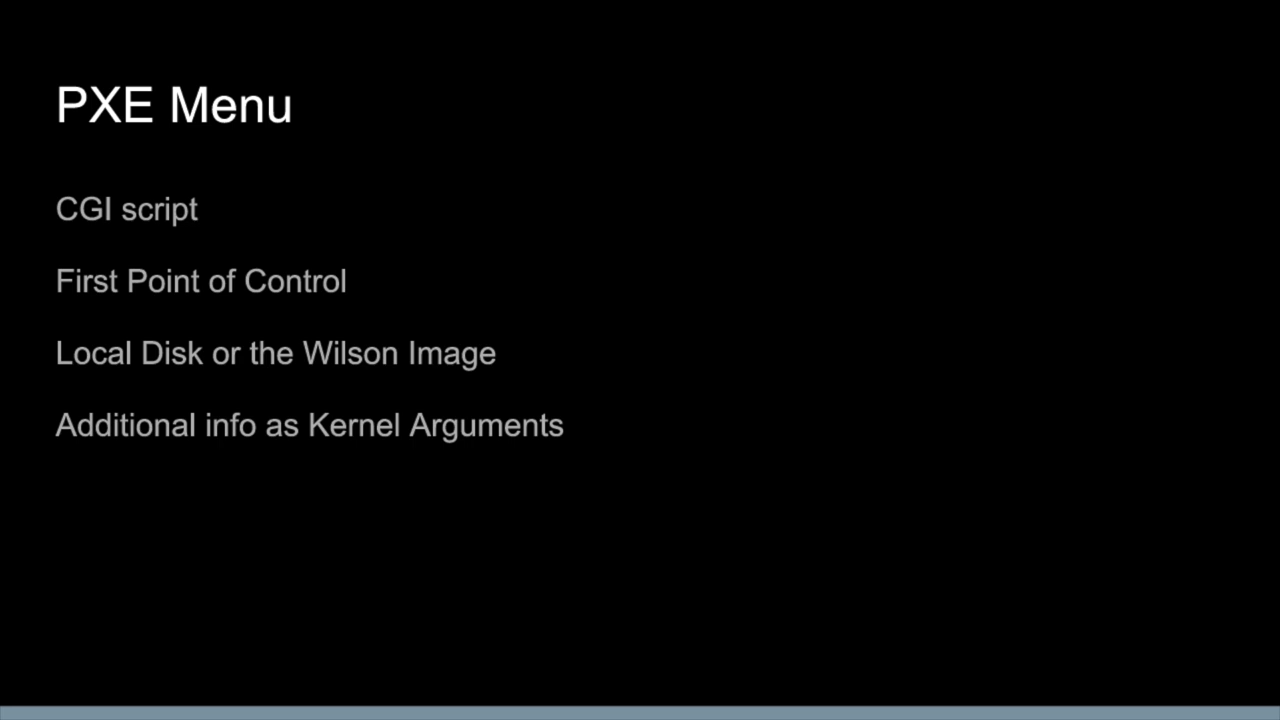 PXE Menu
CGI script
First Point of Control
Local Disk or the Wilson Image
Additional info as Kernel Arguments